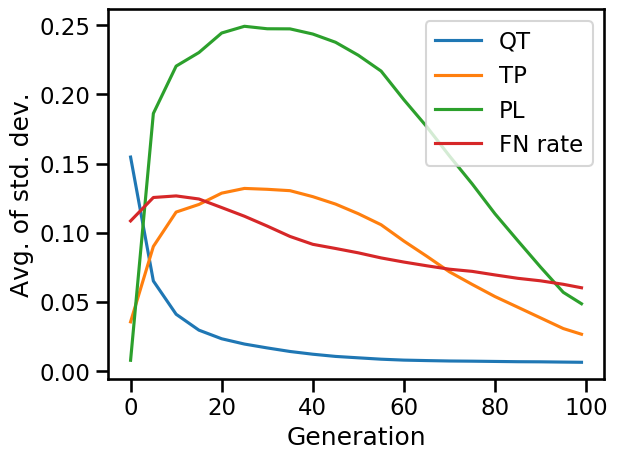 0.25
0.20
0.15
0.10
0.05
0.00
Avg. of std. dev.
QT
TP
PL
FN rate
0 20 40 60 80 100
Generation